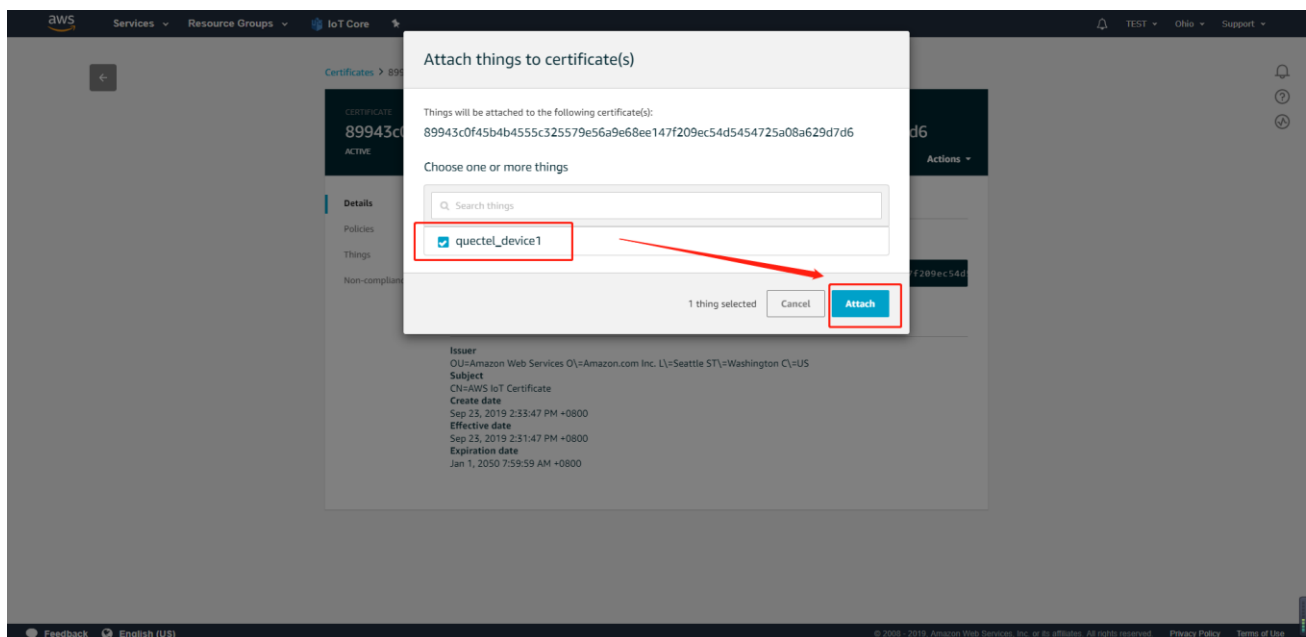 aws Services Resource Groups IoT Core TEST Ohio Support
Attach things to certificate(s)
Certificates > 899
Things will be attached to the following certificate(s):
CERTIFICATE
89943c0f45b4b4555c325579e56a9e68ee147f209ec54d5454725a08a629d7d6
89943c0
d6
ACTIVE
Actions
Choose one or more things
Details
Search things
Policies
quectel_device1
Things
Non-complian
7f209ec54d5
1 thing selected Cancel Attach
Issuer
OU=Amazon Web Services O\=Amazon.com Inc. L\=Seattle ST\=Washington C\=US
Subject
CN=AWS IoT Certificate
Create date
Sep 23, 2019 2:33:47 PM +0800
Effective date
Sep 23, 2019 2:31:47 PM +0800
Expiration date
Jan 1, 2050 7:59:59 AM +0800
Feedback English (US) © 2008 - 2019, Amazon Web Services, Inc. or its affiliates. All rights reserved. Privacy Policy Terms of Use